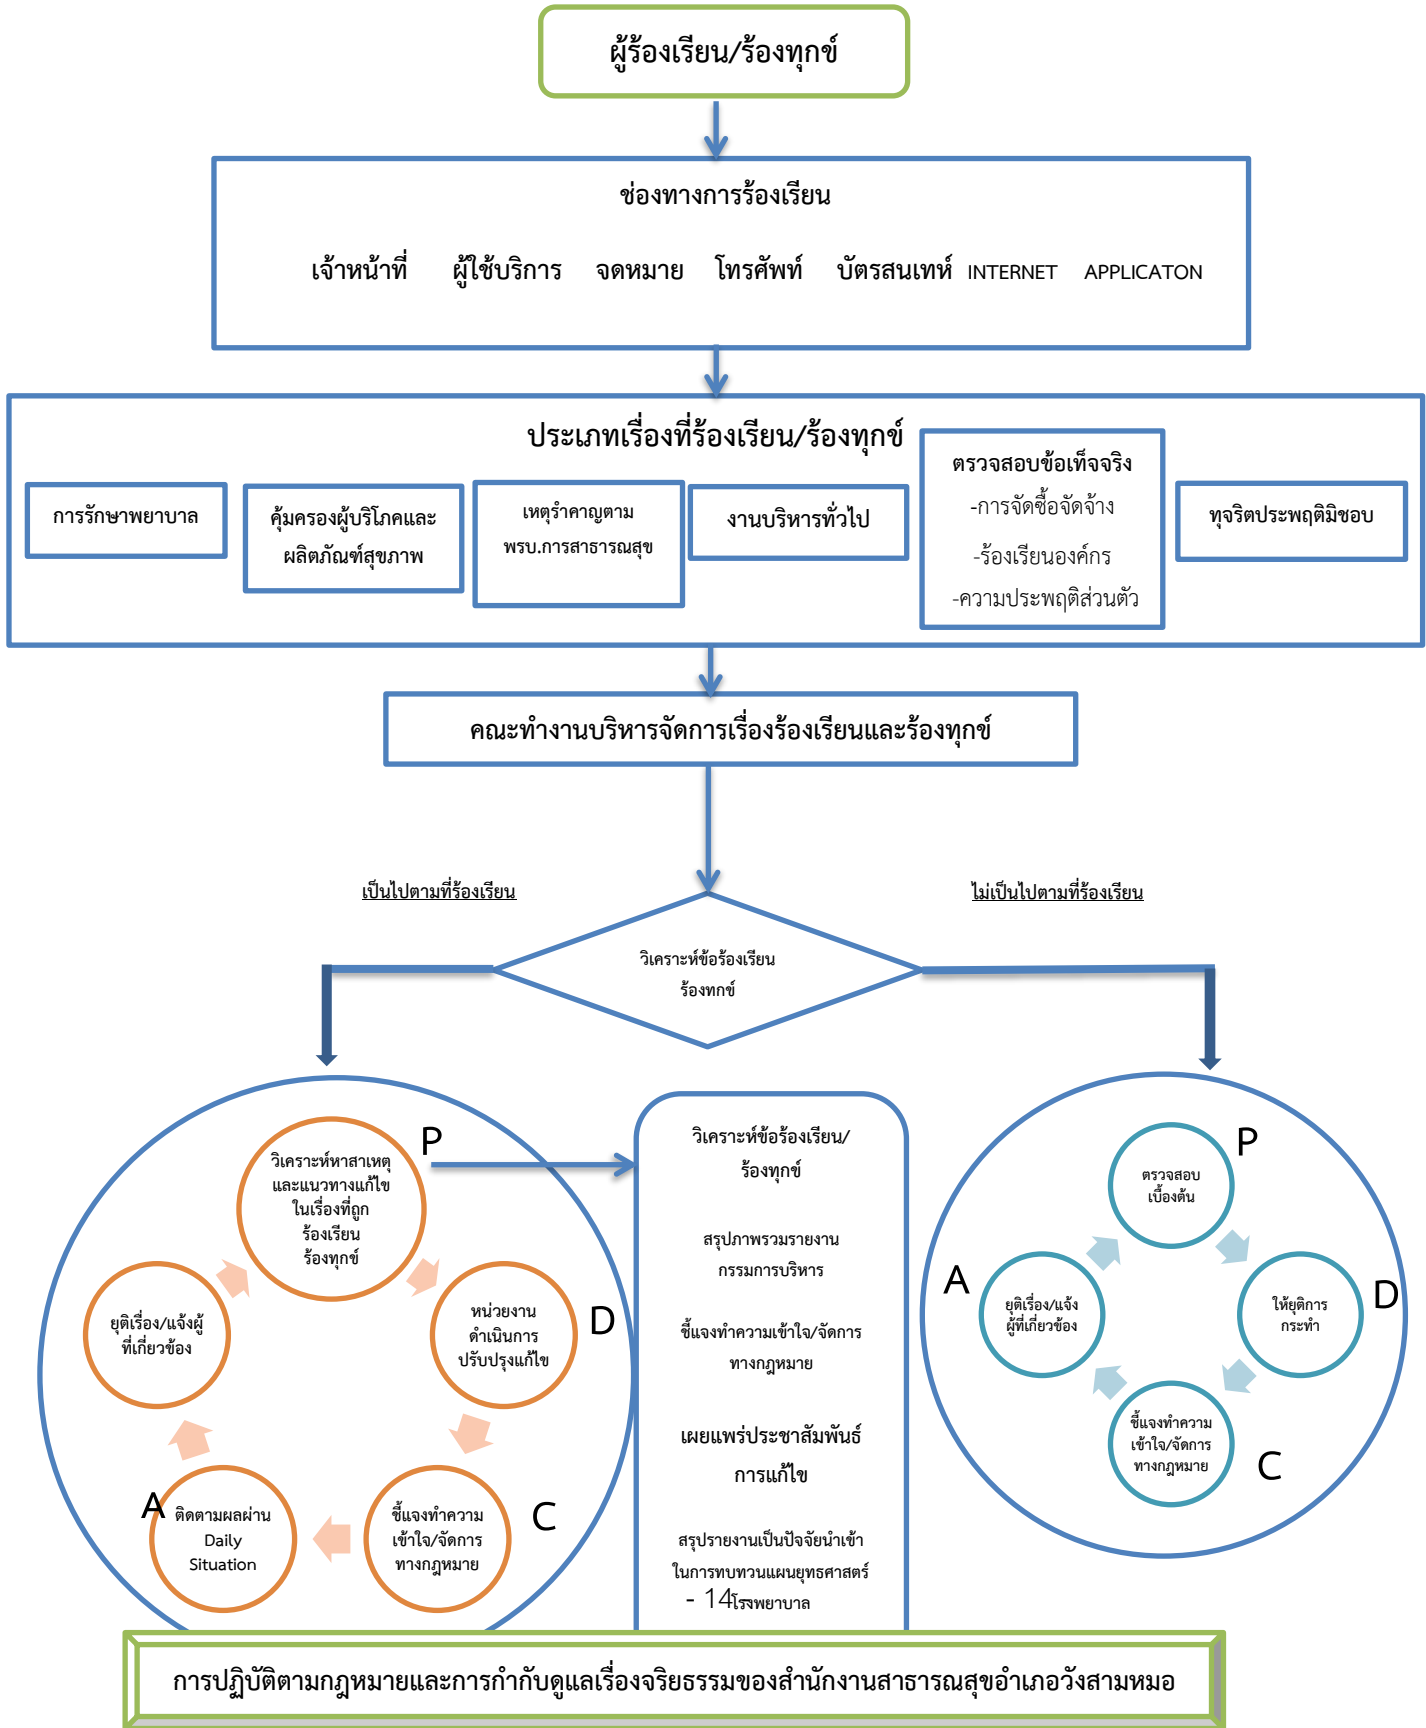 ผู้ร้องเรียน/ร้องทุกข์
ช่องทางการร้องเรียน
เจ้าหน้าที่ ผู้ใช้บริการ จดหมาย โทรศัพท์ บัตรสนเทห์ INTERNET APPLICATON
ประเภทเรื่องที่ร้องเรียน/ร้องทุกข์
การรักษาพยาบาล
คุ้มครองผู้บริโภคและ
ผลิตภัณฑ์สุขภาพ
เหตุรำคาญตาม
พรบ.การสาธารณสุข
งานบริหารทั่วไป
ตรวจสอบข้อเท็จจริง
-การจัดซื้อจัดจ้าง
-ร้องเรียนองค์กร
-ความประพฤติส่วนตัว
ทุจริตประพฤติมิชอบ
คณะทำงานบริหารจัดการเรื่องร้องเรียนและร้องทุกข์
เป็นไปตามที่ร้องเรียน
ไม่เป็นไปตามที่ร้องเรียน
วิเคราะห์ข้อร้องเรียน
ร้องทกข์
P
วิเคราะห์หาสาเหตุ
และแนวทางแก้ไข
ในเรื่องที่ถูก
ร้องเรียน
ร้องทุกข์
D
หน่วยงาน
ดำเนินการ
ปรับปรุงแก้ไข
C
ชี้แจงทำความ
เข้าใจ/จัดการ
ทางกฎหมาย
A
ติดตามผลผ่าน
Daily
Situation
ยุติเรื่อง/แจ้งผู้
ที่เกี่ยวข้อง
วิเคราะห์ข้อร้องเรียน/
ร้องทุกข์
สรุปภาพรวมรายงาน
กรรมการบริหาร
ชี้แจงทำความเข้าใจ/จัดการ
ทางกฎหมาย
เผยแพร่ประชาสัมพันธ์
การแก้ไข
สรุปรายงานเป็นปัจจัยนำเข้า
ในการทบทวนแผนยุทธศาสตร์
- 14
โรงพยาบาล
P
ตรวจสอบ
เบื้องต้น
D
ให้ยุติการ
กระทำ
C
ชี้แจงทำความ
เข้าใจ/จัดการ
ทางกฎหมาย
A
ยุติเรื่อง/แจ้ง
ผู้ที่เกี่ยวข้อง
การปฏิบัติตามกฎหมายและการกำกับดูแลเรื่องจริยธรรมของสำนักงานสาธารณสุขอำเภอวังสามหมอ